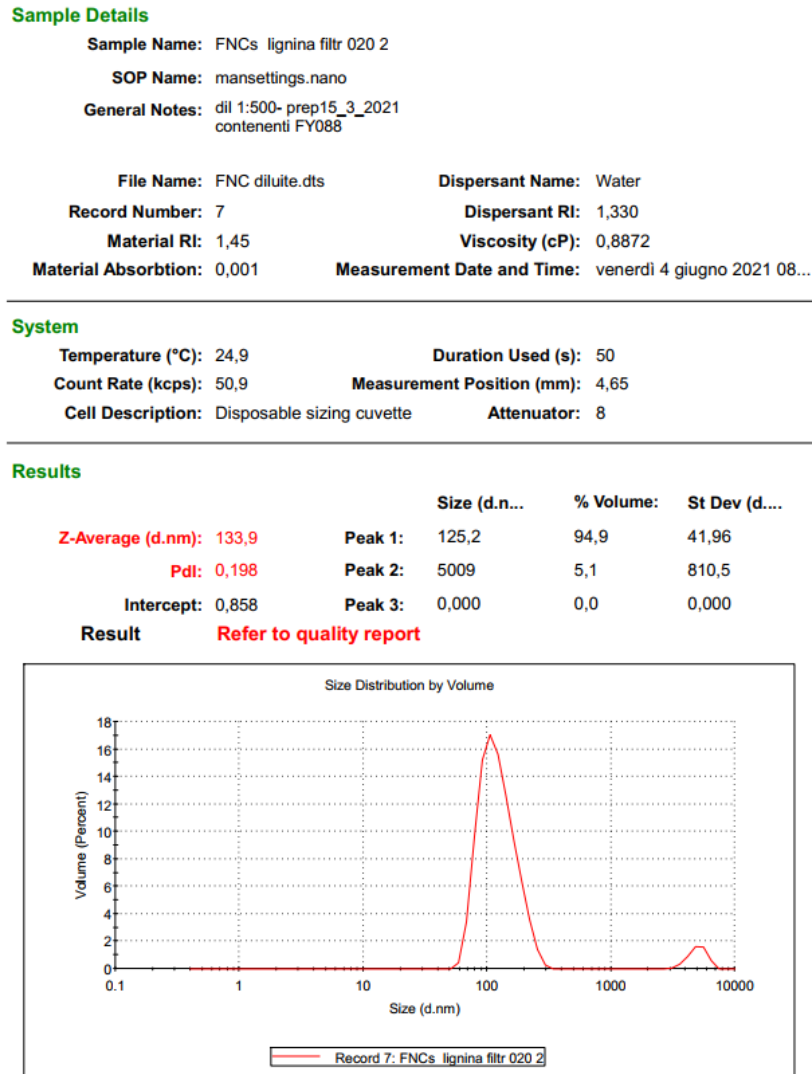 Sample Details
Sample Name: FNCs lignina filtr 020 2
SOP Name: mansettings.nano
General Notes: dil 1:500- prep15_3_2021
contenenti FY088
File Name: FNC diluite.dts Dispersant Name: Water
Record Number: 7 Dispersant RI: 1,330
Material RI: 1,45 Viscosity (cP): 0,8872
Material Absorbtion: 0,001 Measurement Date and Time: venerdì 4 giugno 2021 08...
System
Temperature (°C): 24,9 Duration Used (s): 50
Count Rate (kcps): 50,9 Measurement Position (mm): 4,65
Cell Description: Disposable sizing cuvette Attenuator: 8
Results
Size (d.n... % Volume: St Dev (d....
Z-Average (d.nm): 133,9 Peak 1: 125,2 94,9 41,96
PdI: 0,198 Peak 2: 5009 5,1 810,5
Intercept: 0,858 Peak 3: 0,000 0,0 0,000
Result Refer to quality report
Size Distribution by Volume
18
16
14
12
10
8
6
4
2
0
Volume (Percent)
0.1 1 10 100 1000 10000
Size (d.nm)
Record 7: FNCs lignina filtr 020 2